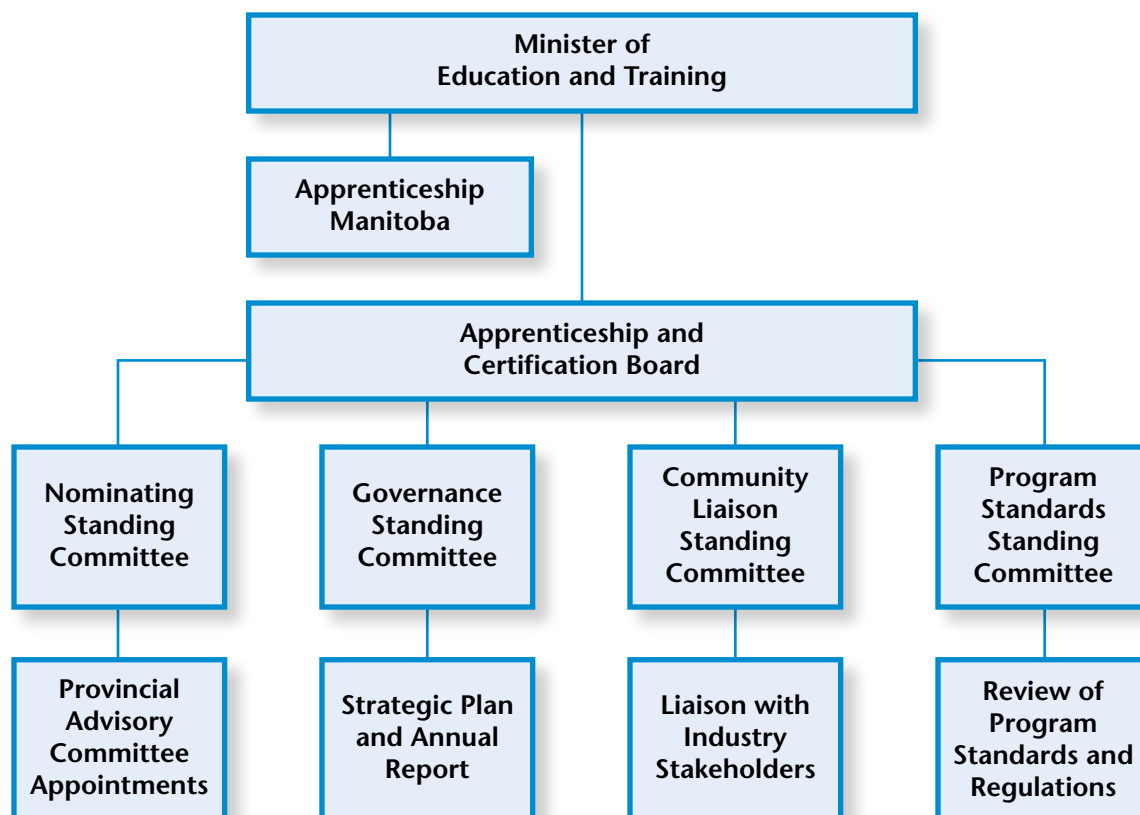 Minister of
Education and Training
Apprenticeship
Manitoba
Apprenticeship and
Certification Board
Nominating
Standing
Committee
Governance
Standing
Committee
Community
Liaison
Standing
Committee
Program
Standards
Standing
Committee
Provincial
Advisory
Committee
Appointments
Strategic Plan
and Annual
Report
Liaison with
Industry
Stakeholders
Review of
Program
Standards and
Regulations